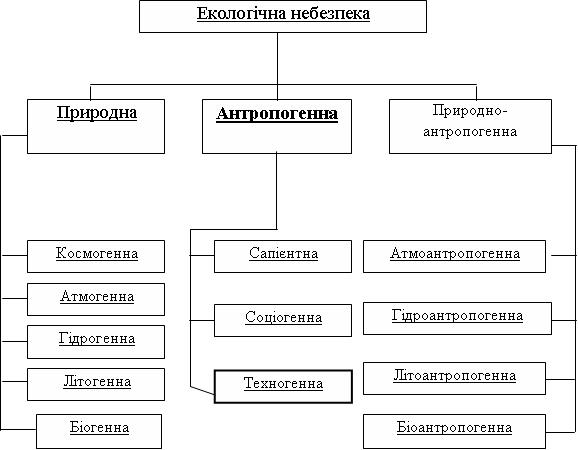 Екологічна небезпека
Природна
Антропогенна
Природно-
антропогенна
Космогенна
Атмогенна
Гідрогенна
Літогенна
Біогенна
Сапієнтна
Соціогенна
Техногенна
Атмоантропогенна
Гідроантропогенна
Літоантропогенна
Біоантропогенна